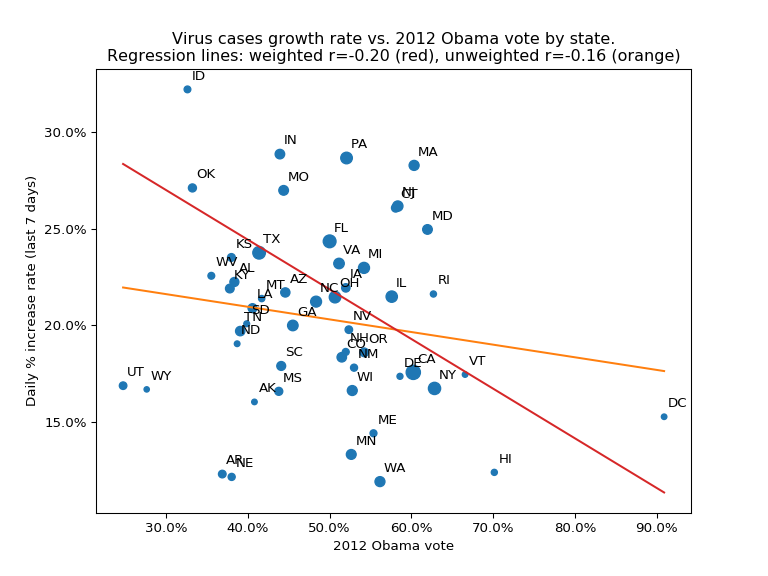 Virus cases growth rate vs. 2012 Obama vote by state.
Regression lines: weighted r=-0.20 (red), unweighted r=-0.16 (orange)
ID
30.0%
IN
PA
MA
OK
MO
NJ
CT
25.0%
MD
FL
KS
TX
VA
MI
WV
AL
IA
KY
MT
AZ
NC
OH
IL
RI
LA
SD
GA
20.0%
TN
NV
ND
NH
OR
CO
NM
SC
DE
CA
VT
UT
WY
MS
WI
NY
AK
15.0%
DC
ME
MN
AR
NE
WA
HI
Daily % increase rate (last 7 days)
30.0%
40.0%
50.0%
60.0%
70.0%
80.0%
90.0%
2012 Obama vote